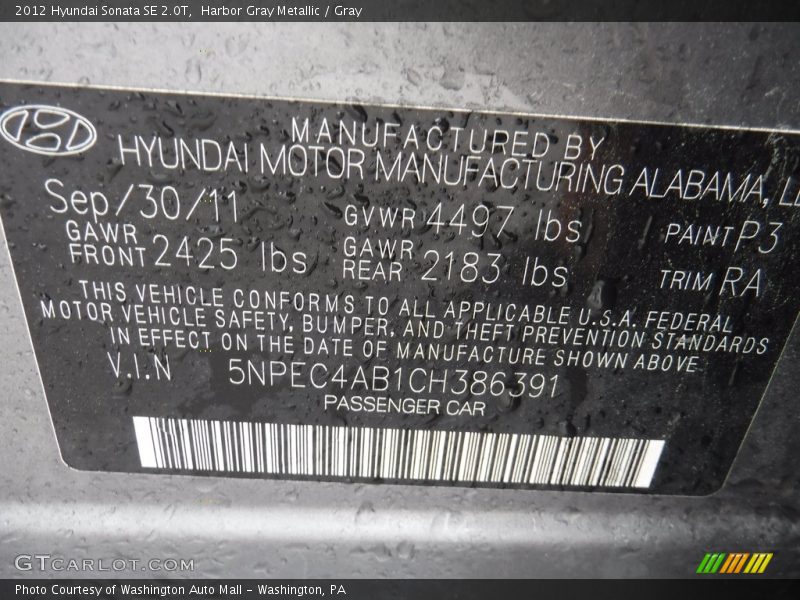 2012 Hyundai Sonata SE 2.0T,  Harbor Gray Metallic / Gray
MANUFACTURED BY
HYUNDAI MOTOR MANUFACTURING ALABAMA, LL
Sep/30/11 GVWR 4497 lbs PAINT P3
GAWR FRONT 2425 lbs GAWR REAR 2183 lbs TRIM RA
THIS VEHICLE CONFORMS TO ALL APPLICABLE U.S.A. FEDERAL
MOTOR VEHICLE SAFETY, BUMPER, AND THEFT PREVENTION STANDARDS
IN EFFECT ON THE DATE OF MANUFACTURE SHOWN ABOVE
V.I.N 5NPEC4AB1CH386391
PASSENGER CAR
GTCARLOT.COM
Photo Courtesy of Washington Auto Mall - Washington, PA